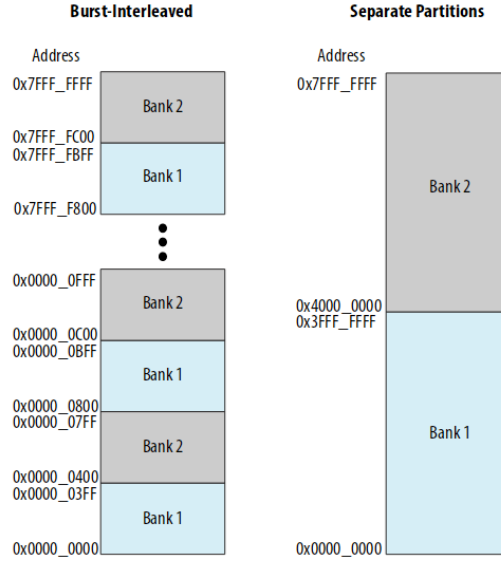 Burst-Interleaved
Address
0x7FFF_FFFF
Bank 2
0x7FFF_FC00
0x7FFF_FBFF
Bank 1
0x7FFF_F800
0x0000_0FFF
Bank 2
0x0000_0C00
0x0000_0BFF
Bank 1
0x0000_0800
0x0000_07FF
Bank 2
0x0000_0400
0x0000_03FF
Bank 1
0x0000_0000
Separate Partitions
Address
0x7FFF_FFFF
Bank 2
0x4000_0000
0x3FFF_FFFF
Bank 1
0x0000_0000